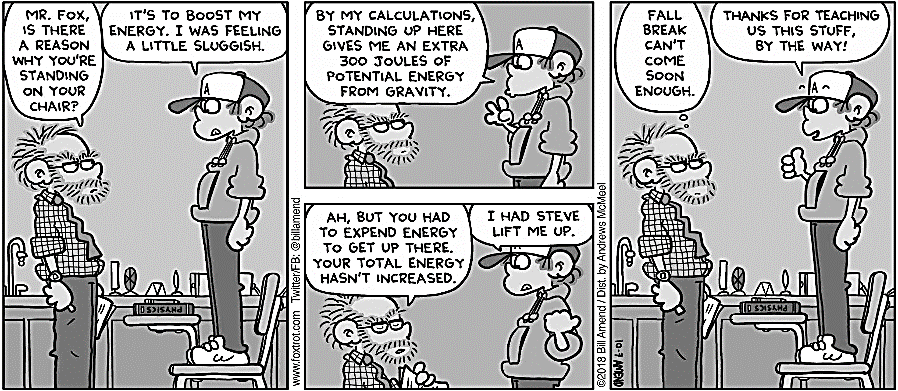 MR. FOX,
IS THERE
A REASON
WHY YOU'RE
STANDING
ON YOUR
CHAIR?
IT'S TO BOOST MY
ENERGY. I WAS FEELING
A LITTLE SLUGGISH.
A
PHYSICS
BY MY CALCULATIONS,
STANDING UP HERE
GIVES ME AN EXTRA
300 JOULES OF
POTENTIAL ENERGY
FROM GRAVITY.
A
AH, BUT YOU HAD
TO EXPEND ENERGY
TO GET UP THERE.
YOUR TOTAL ENERGY
HASN'T INCREASED.
I HAD STEVE
LIFT ME UP.
www.foxtrot.com Twitter/FB: @billamend
©2018 Bill Amend / Dist. by Andrews McMeel
FALL
BREAK
CAN'T
COME
SOON
ENOUGH.
THANKS FOR TEACHING
US THIS STUFF,
BY THE WAY!
A
PHYSICS
10-7 AMEND